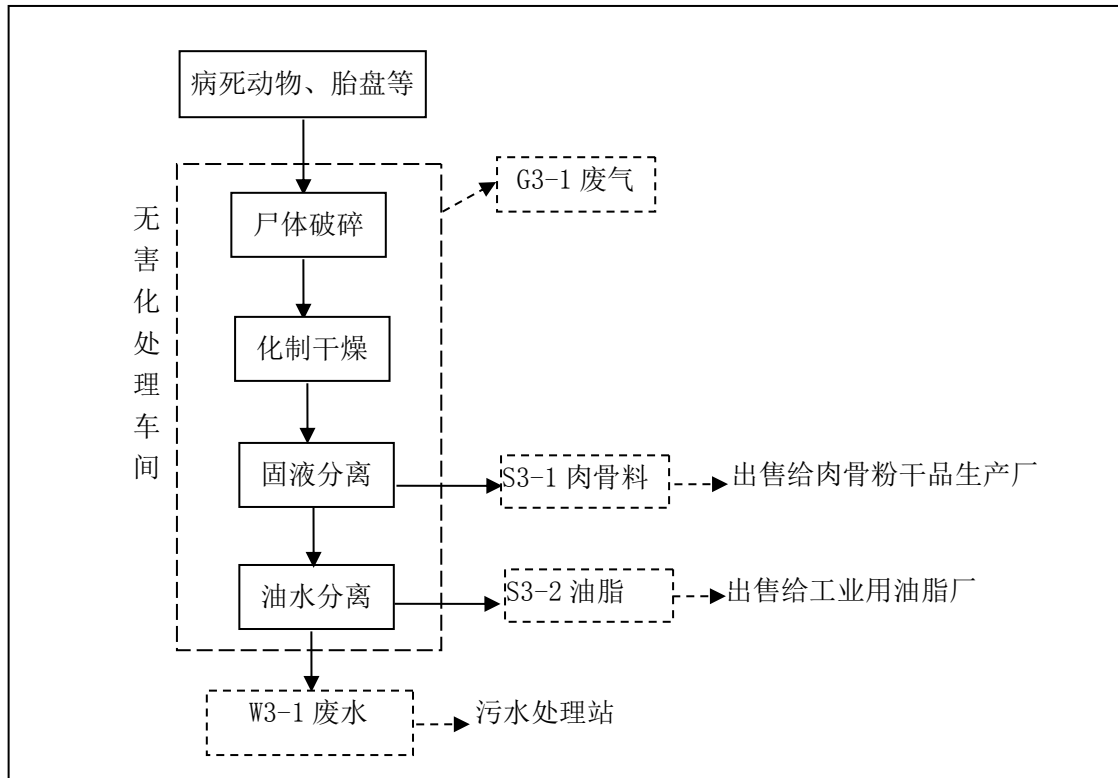 病死动物、胎盘等
G3-1 废气
无害化处理车间
尸体破碎
化制干燥
固液分离
S3-1 肉骨料
出售给肉骨粉干品生产厂
油水分离
S3-2 油脂
出售给工业用油脂厂
W3-1 废水
污水处理站